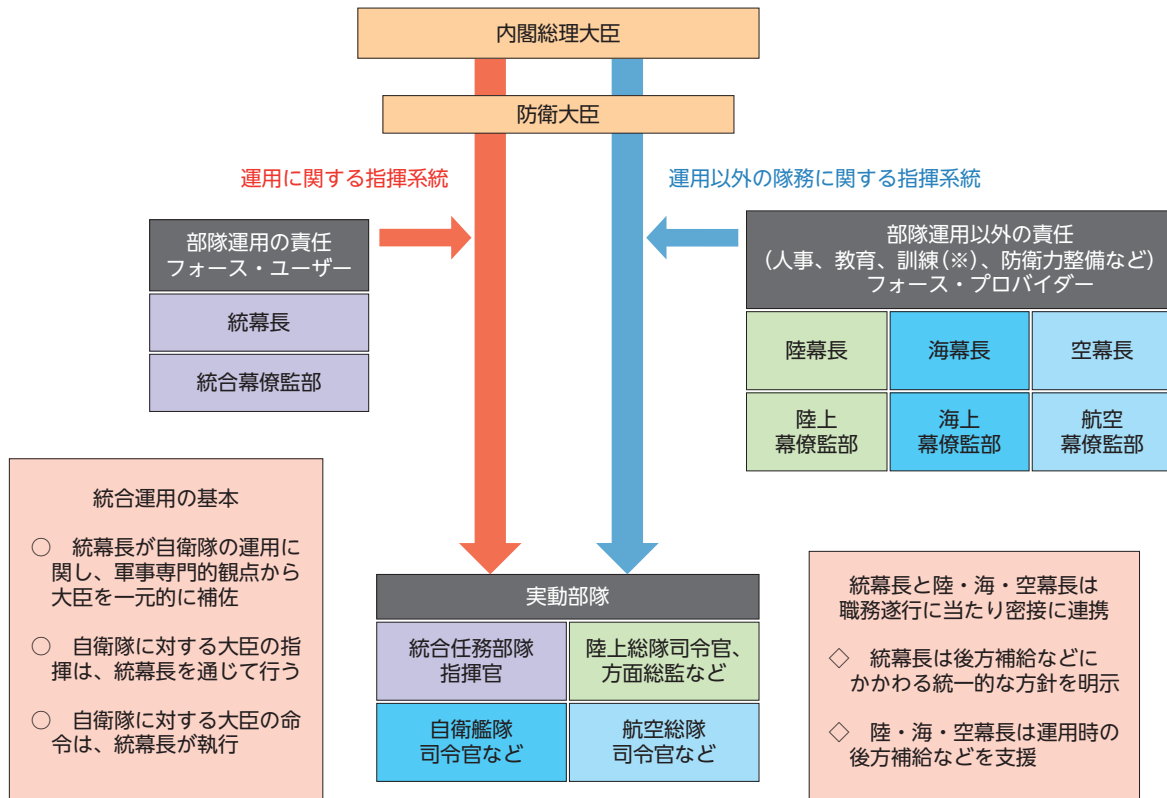 内閣総理大臣
防衛大臣
運用に関する指揮系統
運用以外の隊務に関する指揮系統
部隊運用の責任
フォース・ユーザー
統幕長
統合幕僚監部
部隊運用以外の責任
（人事、教育、訓練（※）、防衛力整備など）
フォース・プロバイダー
陸幕長
海幕長
空幕長
陸上
幕僚監部
海上
幕僚監部
航空
幕僚監部
統合運用の基本
○　統幕長が自衛隊の運用に
関し、軍事専門的観点から
大臣を一元的に補佐
○　自衛隊に対する大臣の指
揮は、統幕長を通じて行う
○　自衛隊に対する大臣の命
令は、統幕長が執行
実動部隊
統合任務部隊
指揮官
陸上総隊司令官、
方面総監など
自衛艦隊
司令官など
航空総隊
司令官など
統幕長と陸・海・空幕長は
職務遂行に当たり密接に連携
◇　統幕長は後方補給などに
かかわる統一的な方針を明示
◇　陸・海・空幕長は運用時の
後方補給などを支援